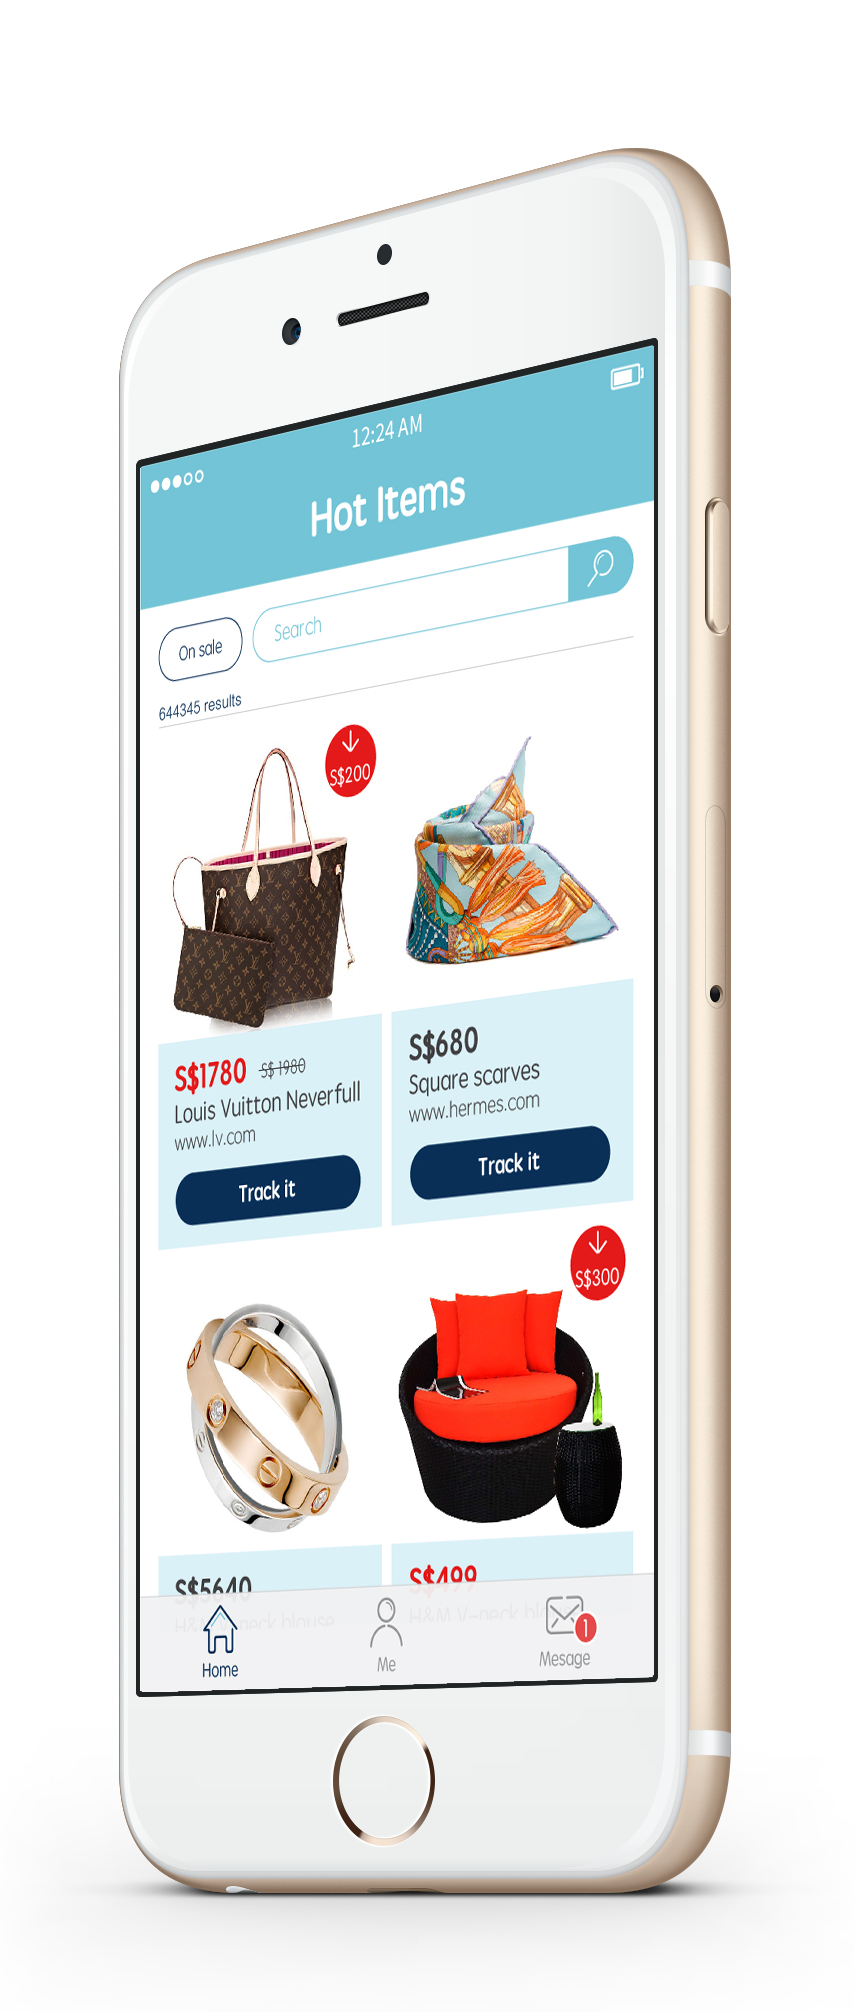 12:24 AM
Hot Items
On sale
Search
644345 results
S$200
S$1780 S$ 1980
Louis Vuitton Neverfull
www.lv.com
Track it
S$680
Square scarves
www.hermes.com
Track it
S$300
S$5640
H&M V-neck blouse
S$499
H&M V-neck
Home
Me
1
Mesage